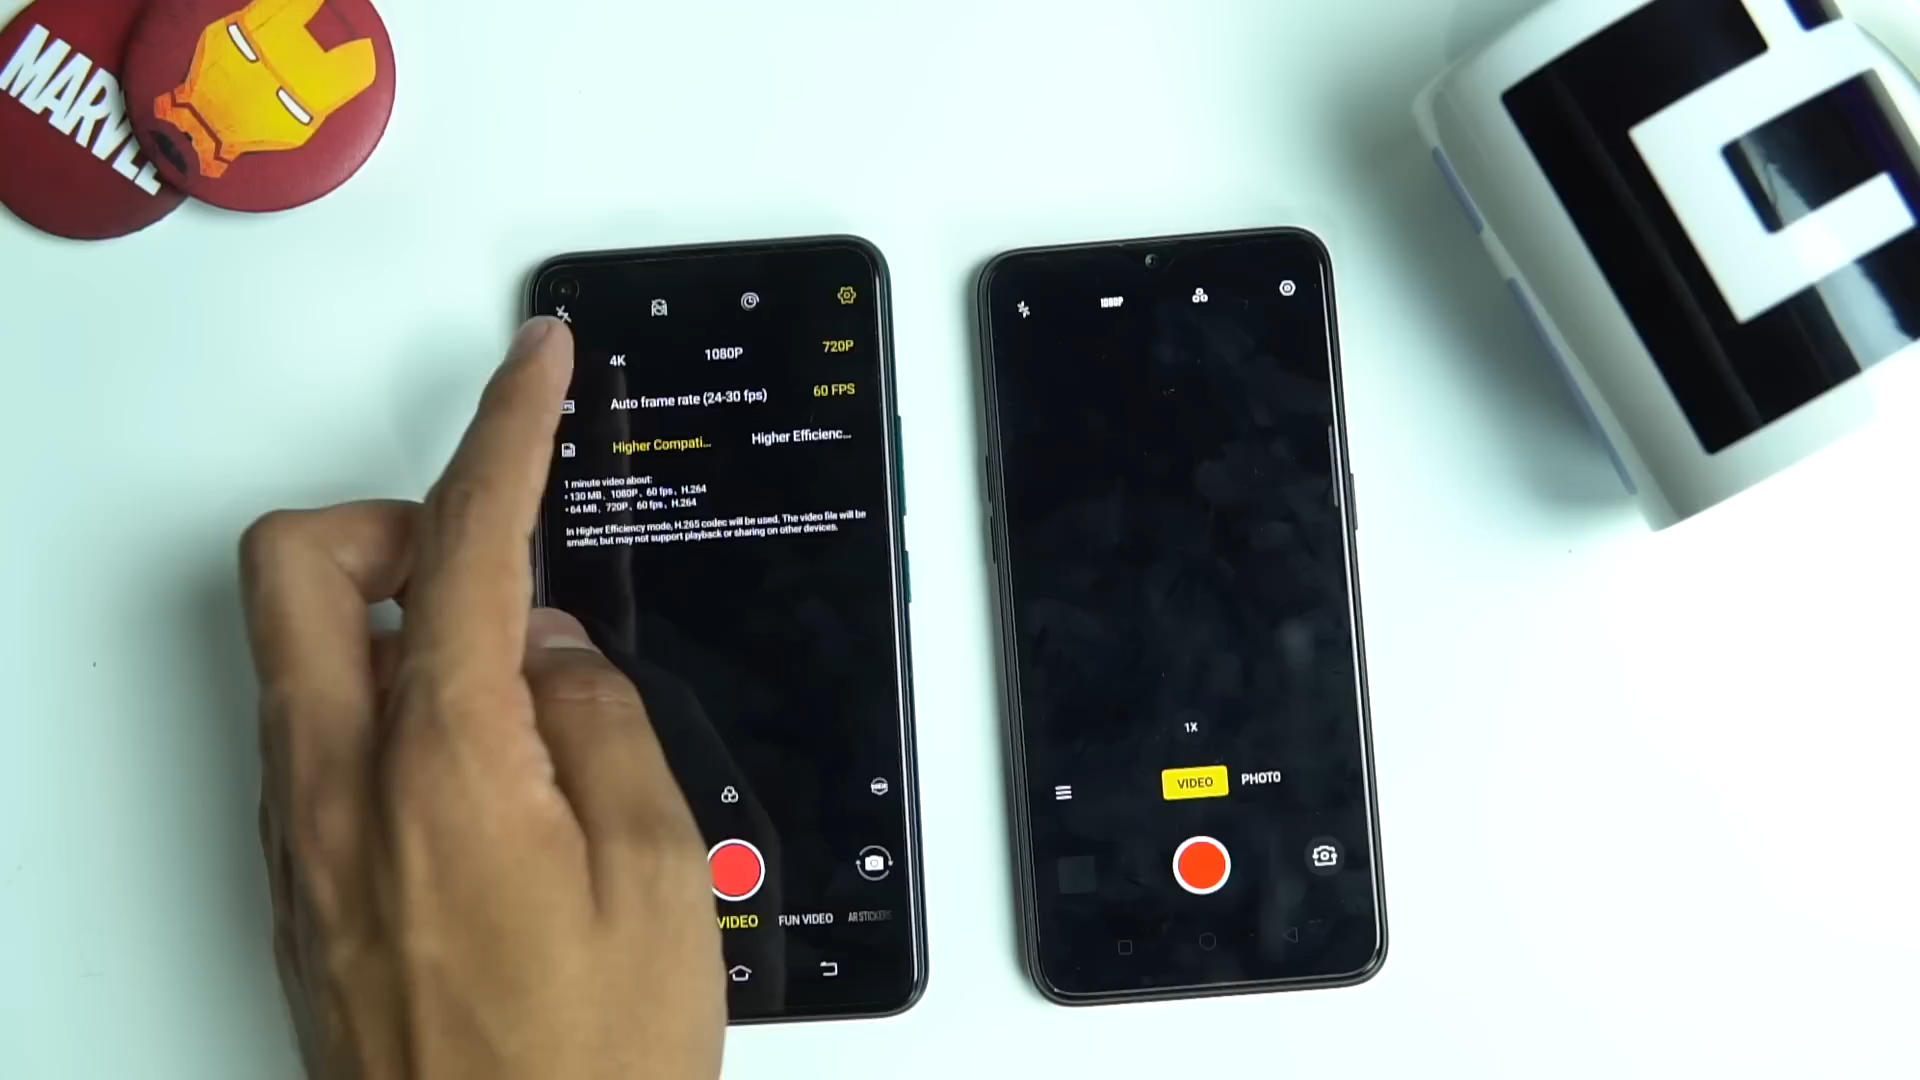 MARVEL
4K 1080P 720P
Auto frame rate (24-30 fps) 60 FPS
Higher Compati... Higher Efficienc...
1 minute video about:
• 130 MB, 1080P, 60 fps, H.264
• 64 MB, 720P, 60 fps, H.264
In Higher Efficiency mode, H.265 codec will be used. The video file will be
smaller, but may not support playback or sharing on other devices.
VIDEO FUN VIDEO AR STICKERS
1080P
1X
VIDEO PHOTO